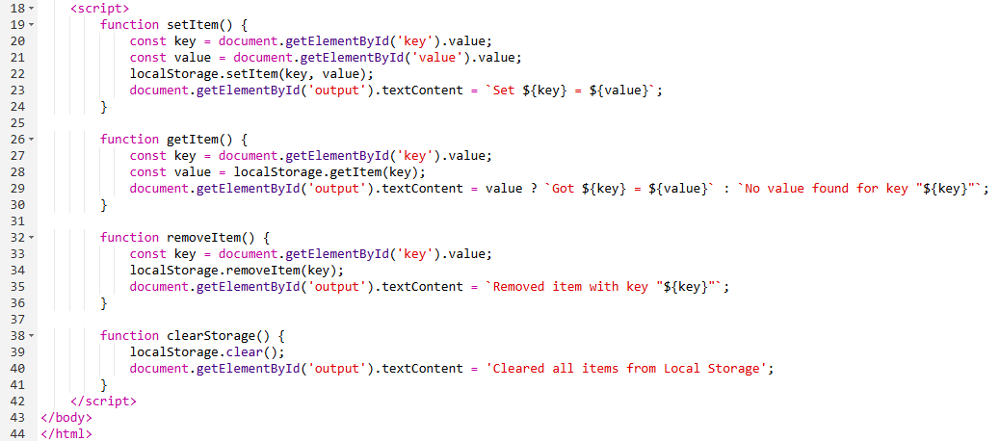 18 <script>
19 function setItem() {
20 const key = document.getElementById('key').value;
21 const value = document.getElementById('value').value;
22 localStorage.setItem(key, value);
23 document.getElementById('output').textContent = `Set ${key} = ${value}`;
24 }
25
26 function getItem() {
27 const key = document.getElementById('key').value;
28 const value = localStorage.getItem(key);
29 document.getElementById('output').textContent = value ? `Got ${key} = ${value}` : `No value found for key "${key}"`;
30 }
31
32 function removeItem() {
33 const key = document.getElementById('key').value;
34 localStorage.removeItem(key);
35 document.getElementById('output').textContent = `Removed item with key "${key}"`;
36 }
37
38 function clearStorage() {
39 localStorage.clear();
40 document.getElementById('output').textContent = 'Cleared all items from Local Storage';
41 }
42 </script>
43 </body>
44 </html>